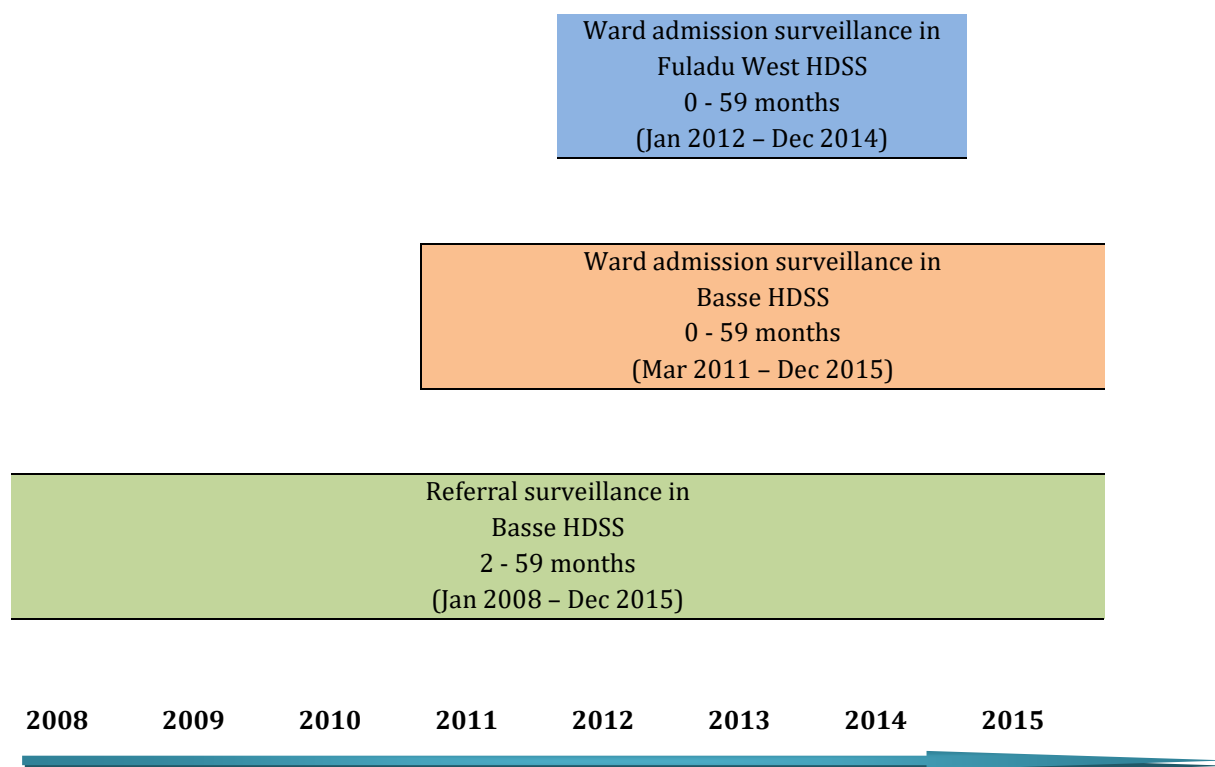 Ward admission surveillance in
Fuladu West HDSS
0 - 59 months
(Jan 2012 – Dec 2014)
Ward admission surveillance in
Basse HDSS
0 - 59 months
(Mar 2011 – Dec 2015)
Referral surveillance in
Basse HDSS
2 - 59 months
(Jan 2008 – Dec 2015)
2008 2009 2010 2011 2012 2013 2014 2015